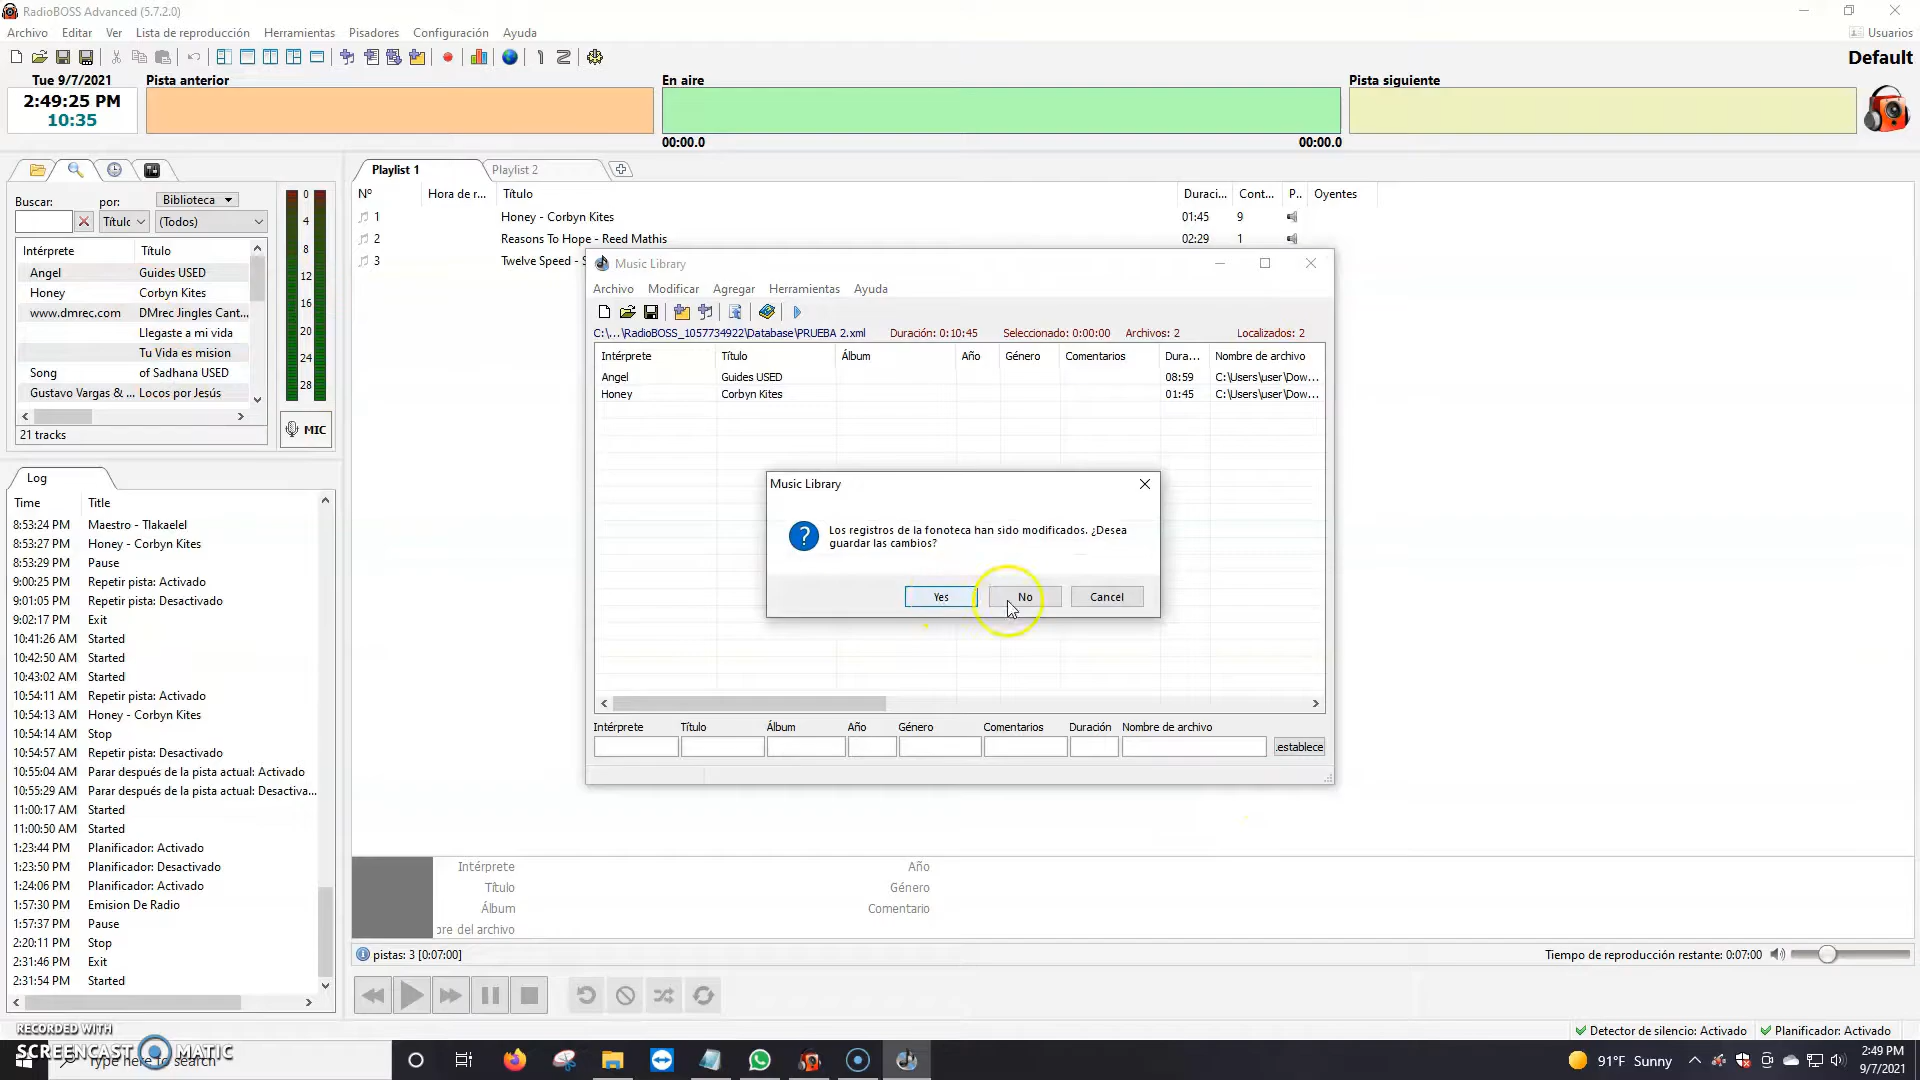 RadioBOSS Advanced (5.7.2.0)
Archivo Editar Ver Lista de reproducción Herramientas Pisadores Configuración Ayuda
Usuarios
Default
Tue 9/7/2021
2:49:25 PM
10:35
Pista anterior
En aire
00:00.0
00:00.0
Pista siguiente
Buscar:
por:
Biblioteca
Título
(Todos)
Intérprete Título
Angel Guides USED
Honey Corbyn Kites
www.dmrec.com DMrec Jingles Cant...
Llegaste a mi vida
Tu Vida es mision
Song of Sadhana USED
Gustavo Vargas & ... Locos por Jesús
21 tracks
0
4
8
12
16
20
24
28
MIC
Playlist 1
Playlist 2
Nº Hora de r... Título Duraci... Cont... P.. Oyentes
1 Honey - Corbyn Kites 01:45 9
2 Reasons To Hope - Reed Mathis 02:29 1
3 Twelve Speed -
Music Library
Archivo Modificar Agregar Herramientas Ayuda
C:\...\RadioBOSS_1057734922\Database\PRUEBA 2.xml Duración: 0:10:45 Seleccionado: 0:00:00 Archivos: 2 Localizados: 2
Intérprete Título Álbum Año Género Comentarios Dura... Nombre de archivo
Angel Guides USED 08:59 C:\Users\user\Dow...
Honey Corbyn Kites 01:45 C:\Users\user\Dow...
Music Library
Los registros de la fonoteca han sido modificados. ¿Desea
guardar las cambios?
Yes No Cancel
Intérprete Título Álbum Año Género Comentarios Duración Nombre de archivo
.establece
Log
Time Title
8:53:24 PM Maestro - Tlakaelel
8:53:27 PM Honey - Corbyn Kites
8:53:29 PM Pause
9:00:25 PM Repetir pista: Activado
9:01:05 PM Repetir pista: Desactivado
9:02:17 PM Exit
10:41:26 AM Started
10:42:50 AM Started
10:43:02 AM Started
10:54:11 AM Repetir pista: Activado
10:54:13 AM Honey - Corbyn Kites
10:54:14 AM Stop
10:54:57 AM Repetir pista: Desactivado
10:55:04 AM Parar después de la pista actual: Activado
10:55:29 AM Parar después de la pista actual: Desactiva...
11:00:17 AM Started
11:00:50 AM Started
1:23:44 PM Planificador: Activado
1:23:50 PM Planificador: Desactivado
1:24:06 PM Planificador: Activado
1:57:30 PM Emision De Radio
1:57:37 PM Pause
2:20:11 PM Stop
2:31:46 PM Exit
2:31:54 PM Started
Intérprete Año
Título Género
Álbum Comentario
bre del archivo
pistas: 3 [0:07:00]
Tiempo de reproducción restante: 0:07:00
Detector de silencio: Activado Planificador: Activado
RECORDED WITH
SCREENCAST MATIC
Type here to search
91°F Sunny
2:49 PM
9/7/2021